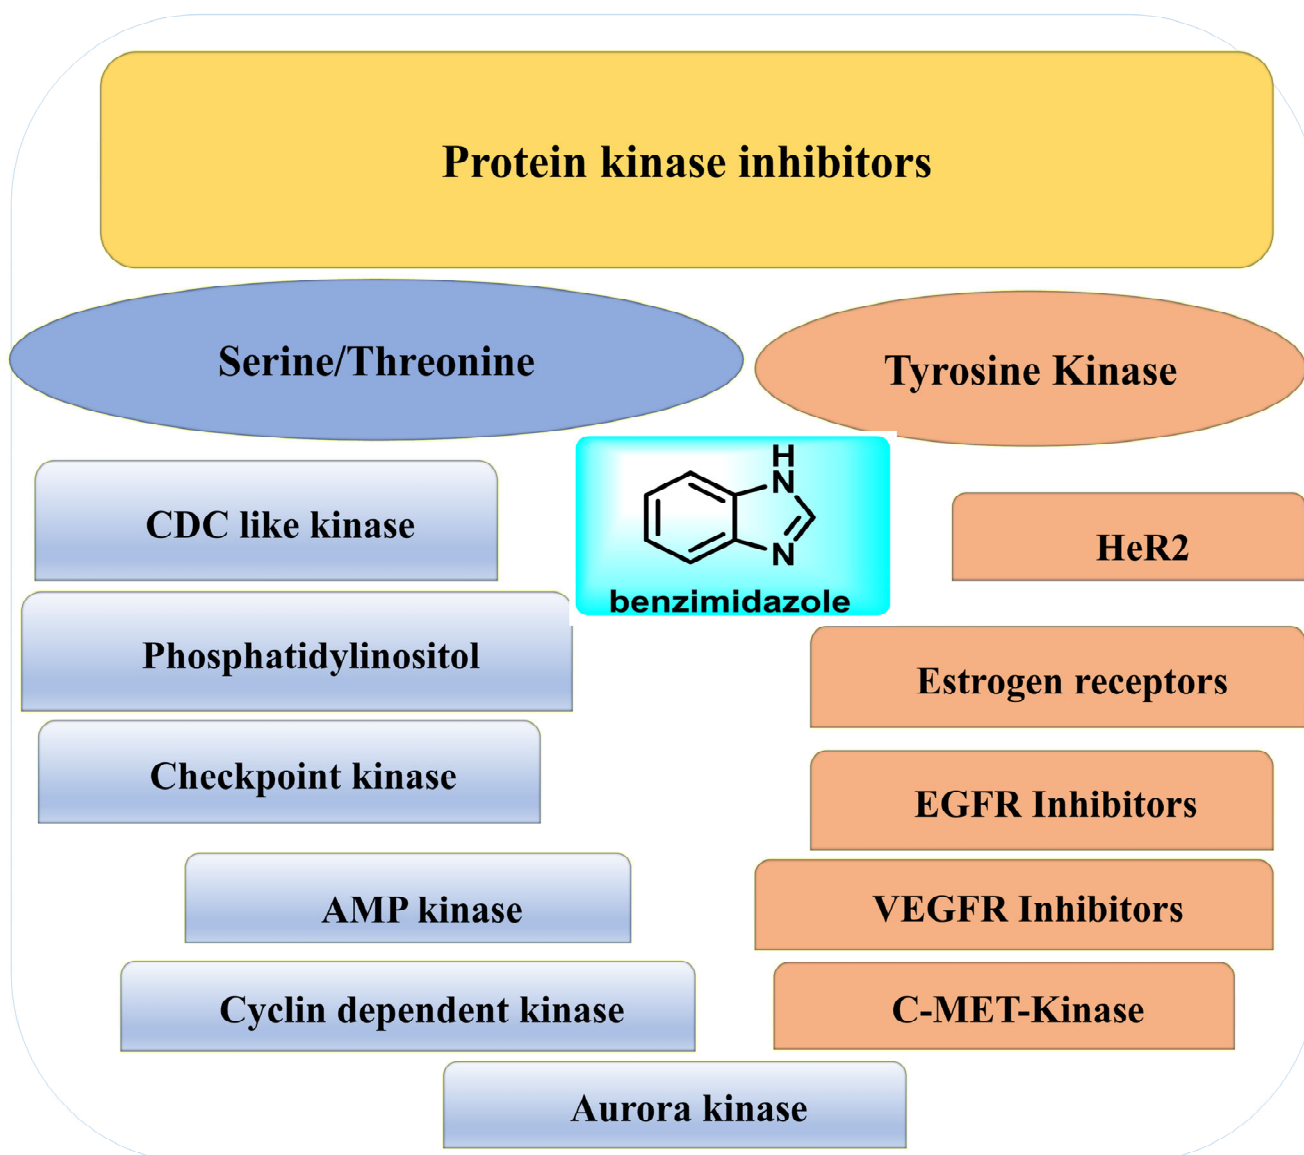 Protein kinase inhibitors
Serine/Threonine
Tyrosine Kinase
CDC like kinase
Phosphatidylinositol
Checkpoint kinase
AMP kinase
Cyclin dependent kinase
Aurora kinase
H
N
N
benzimidazole
HeR2
Estrogen receptors
EGFR Inhibitors
VEGFR Inhibitors
C-MET-Kinase